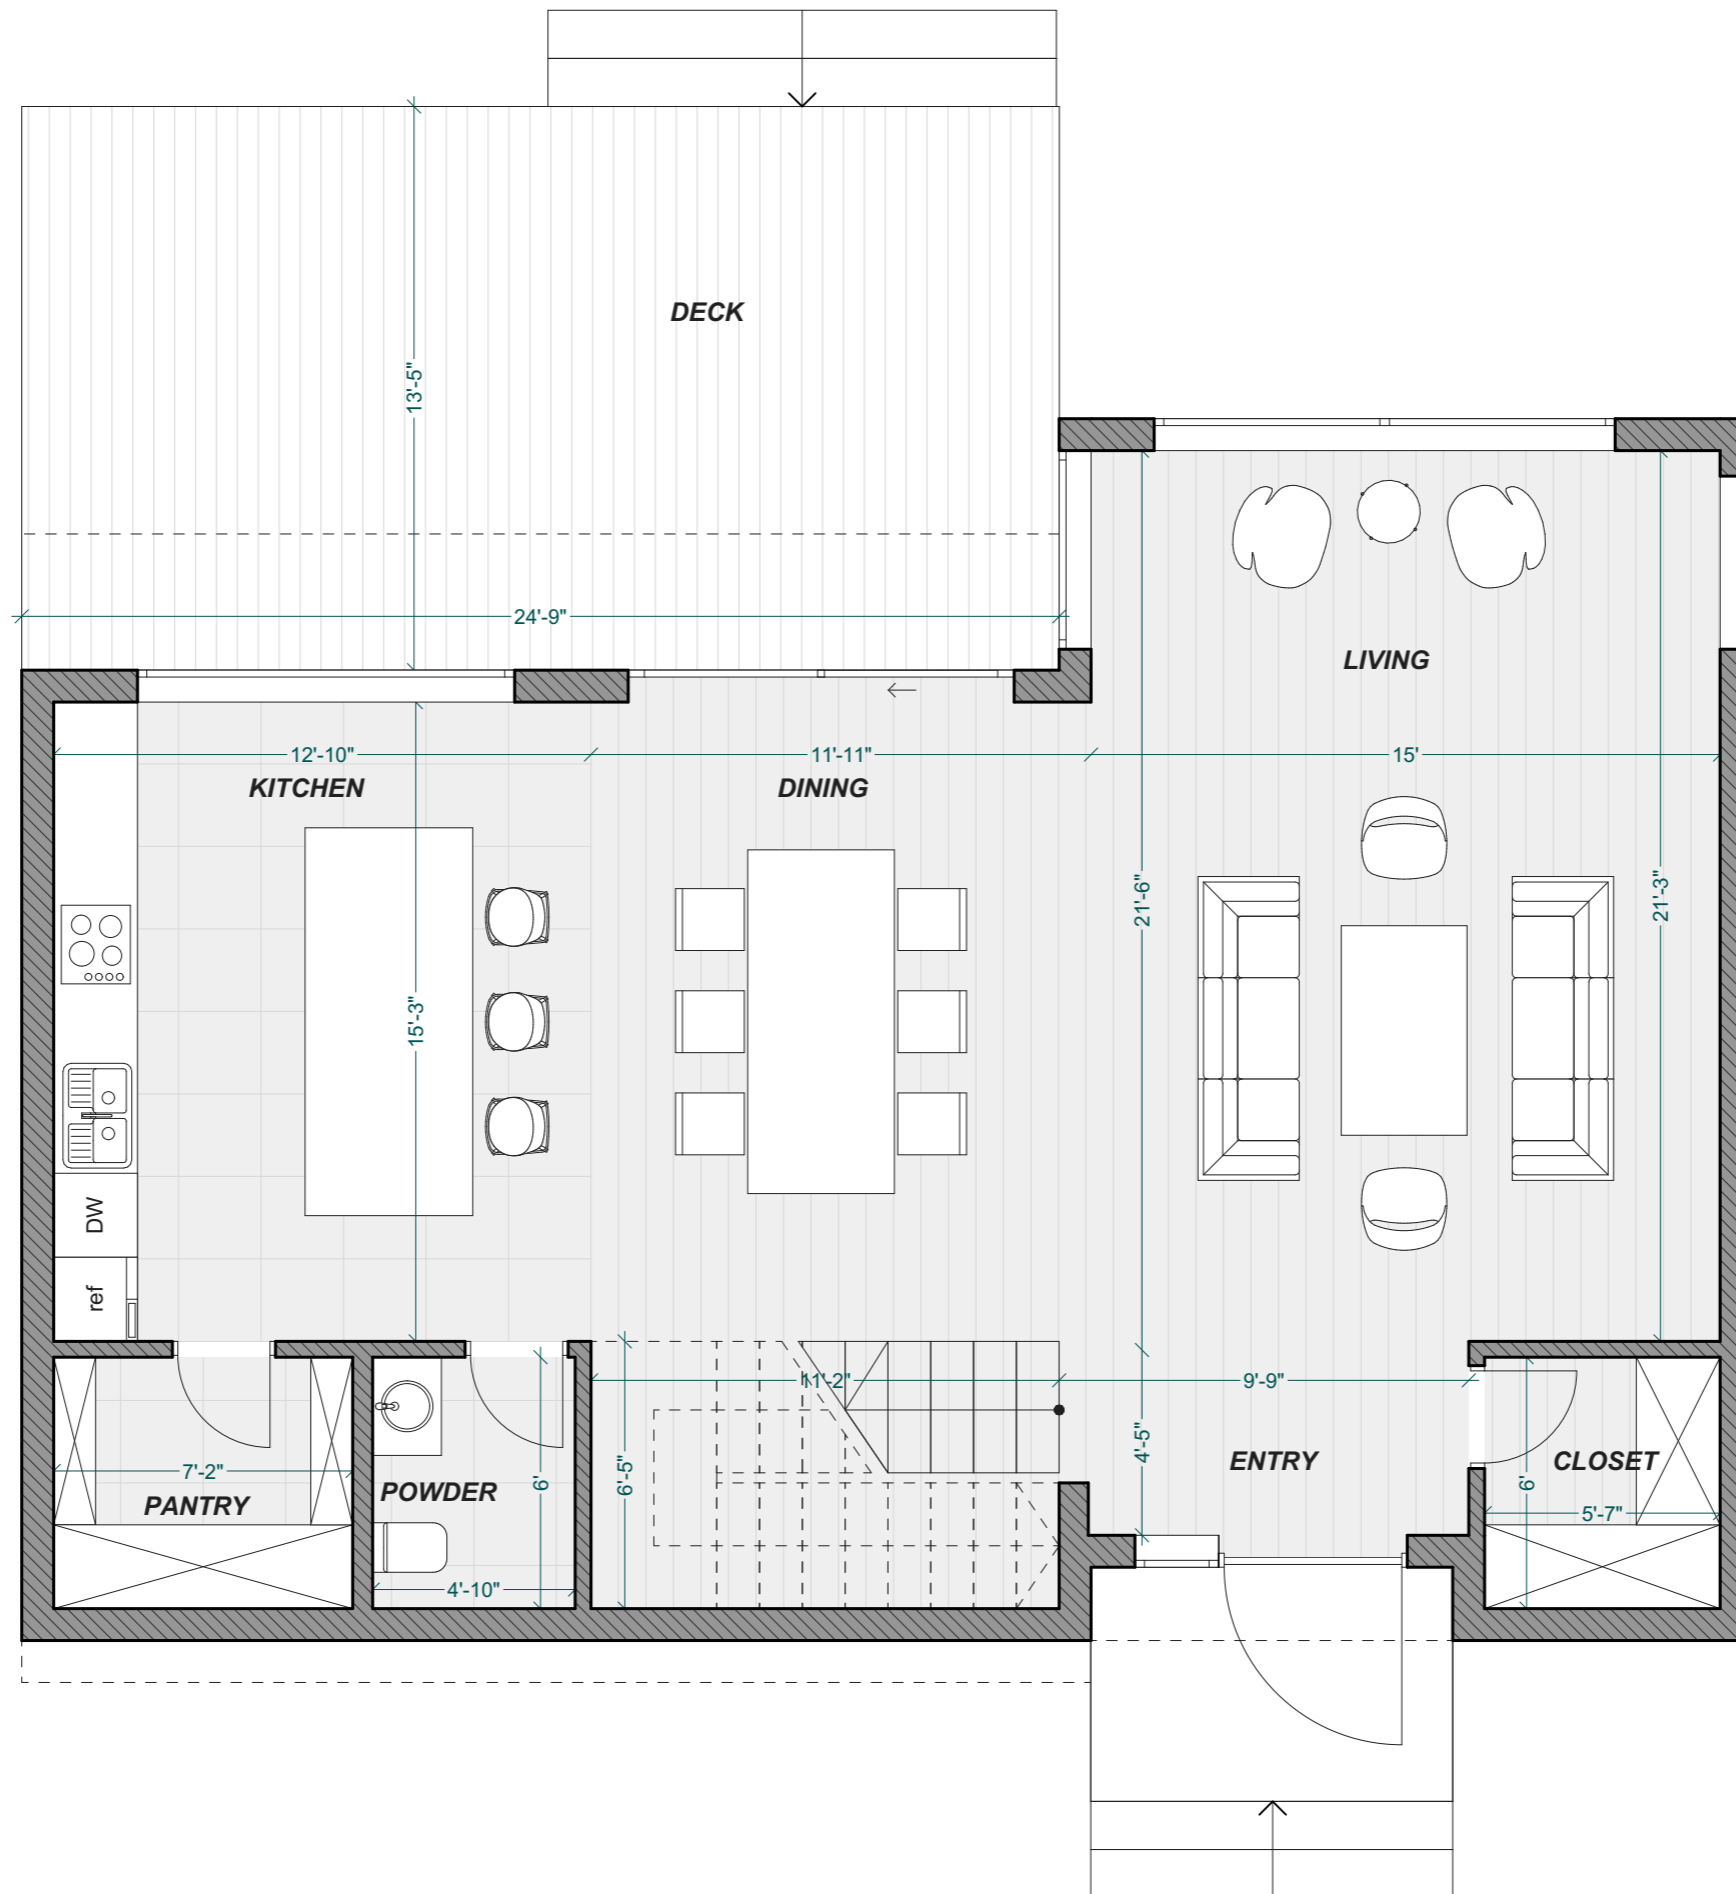 DECK
13'-5"
24'-9"
LIVING
12'-10"
11'-11"
15'
KITCHEN
DINING
21'-6"
21'-3"
15'-3"
DW
ref
11'-2"
9'-9"
4'-5"
ENTRY
CLOSET
7'-2"
6'-5"
6'
6'
PANTRY
POWDER
5'-7"
4'-10"